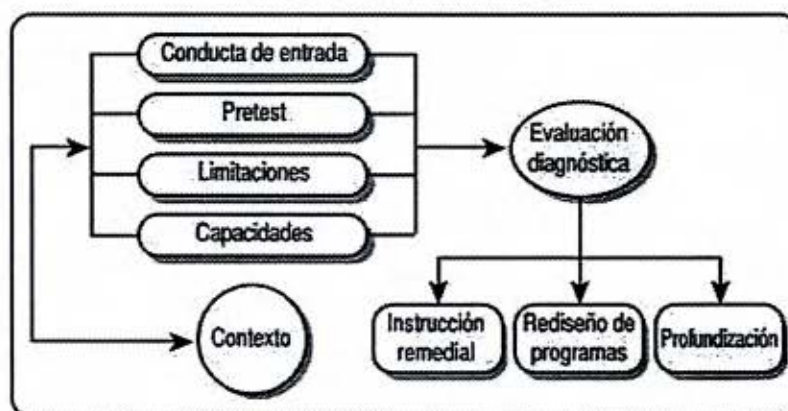 Conducta de entrada
Pretest
Limitaciones
Capacidades
Evaluación
diagnóstica
Contexto
Instrucción
remedial
Rediseño de
programas
Profundización